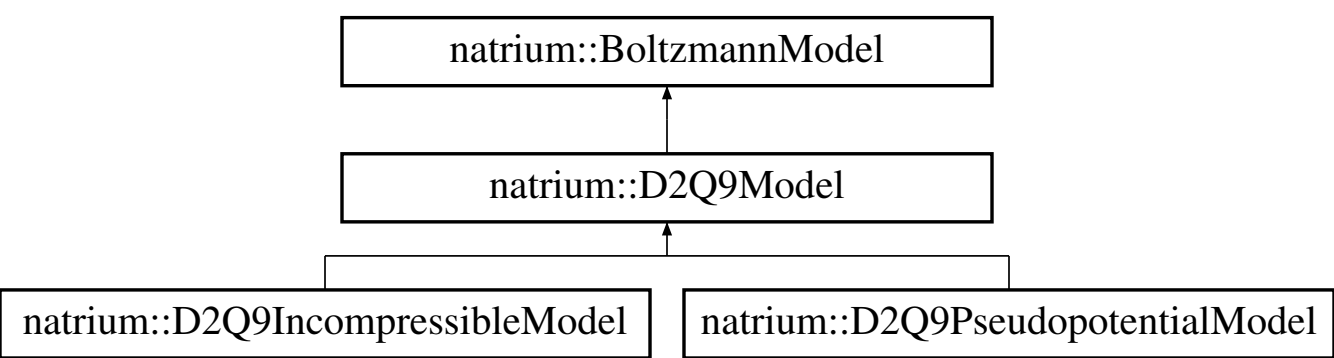 natrium::BoltzmannModel
natrium::D2Q9Model
natrium::D2Q9IncompressibleModel
natrium::D2Q9PseudopotentialModel